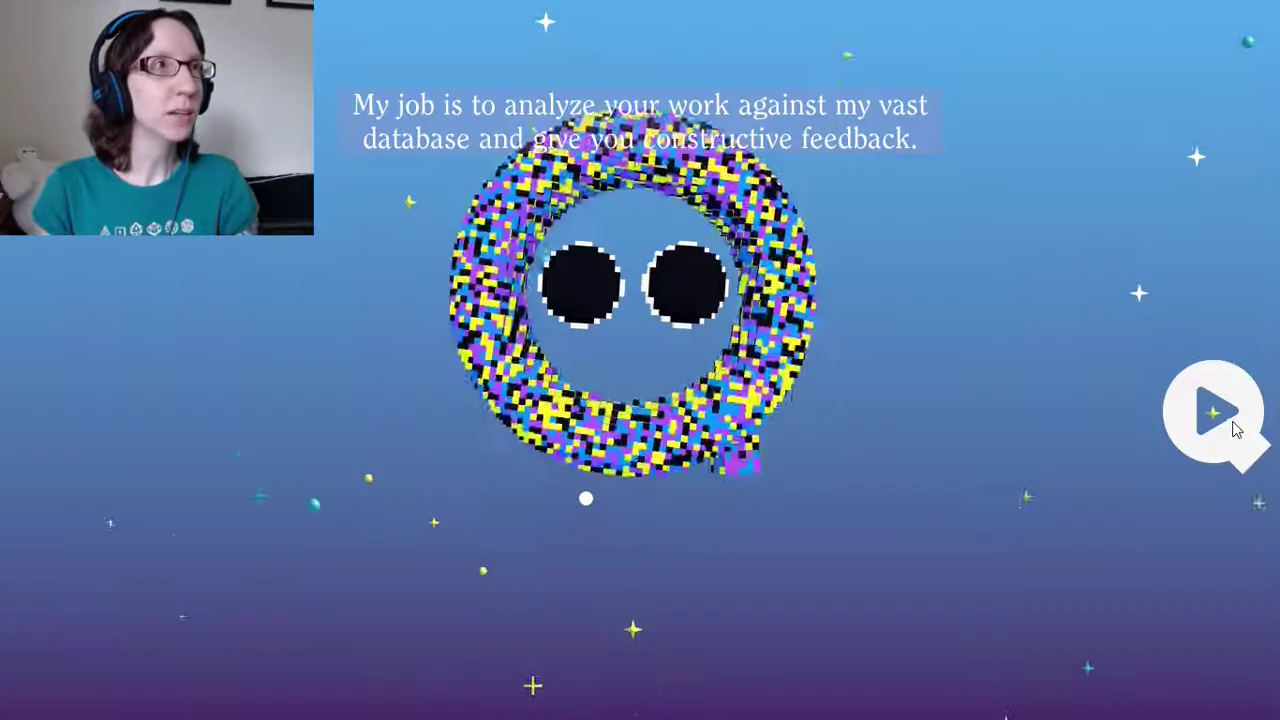 My job is to analyze your work against my vast
database and give you constructive feedback.